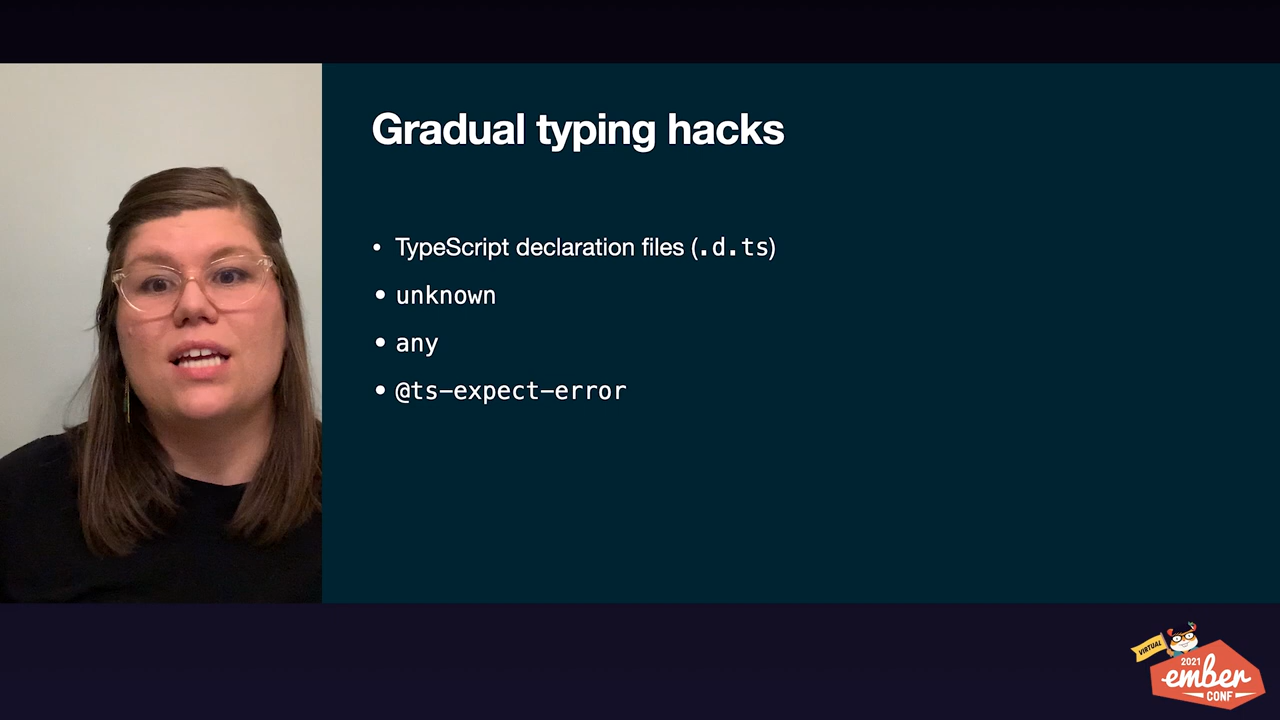 Gradual typing hacks
• TypeScript declaration files (.d.ts)
• unknown
• any
• @ts-expect-error
VIRTUAL
2021
ember
CONF